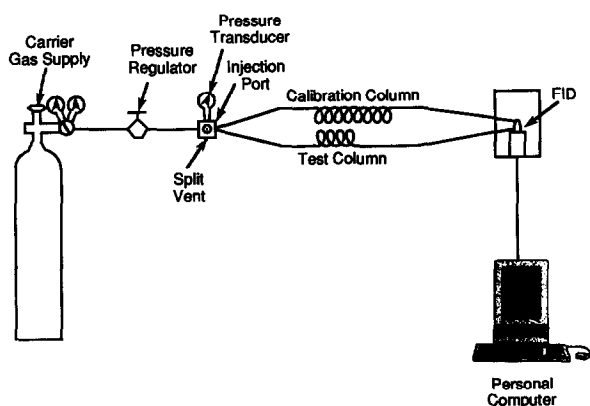 Carrier
Gas Supply
Pressure
Regulator
Pressure
Transducer
Injection
Port
Split
Vent
Calibration Column
Test Column
FID
Personal
Computer